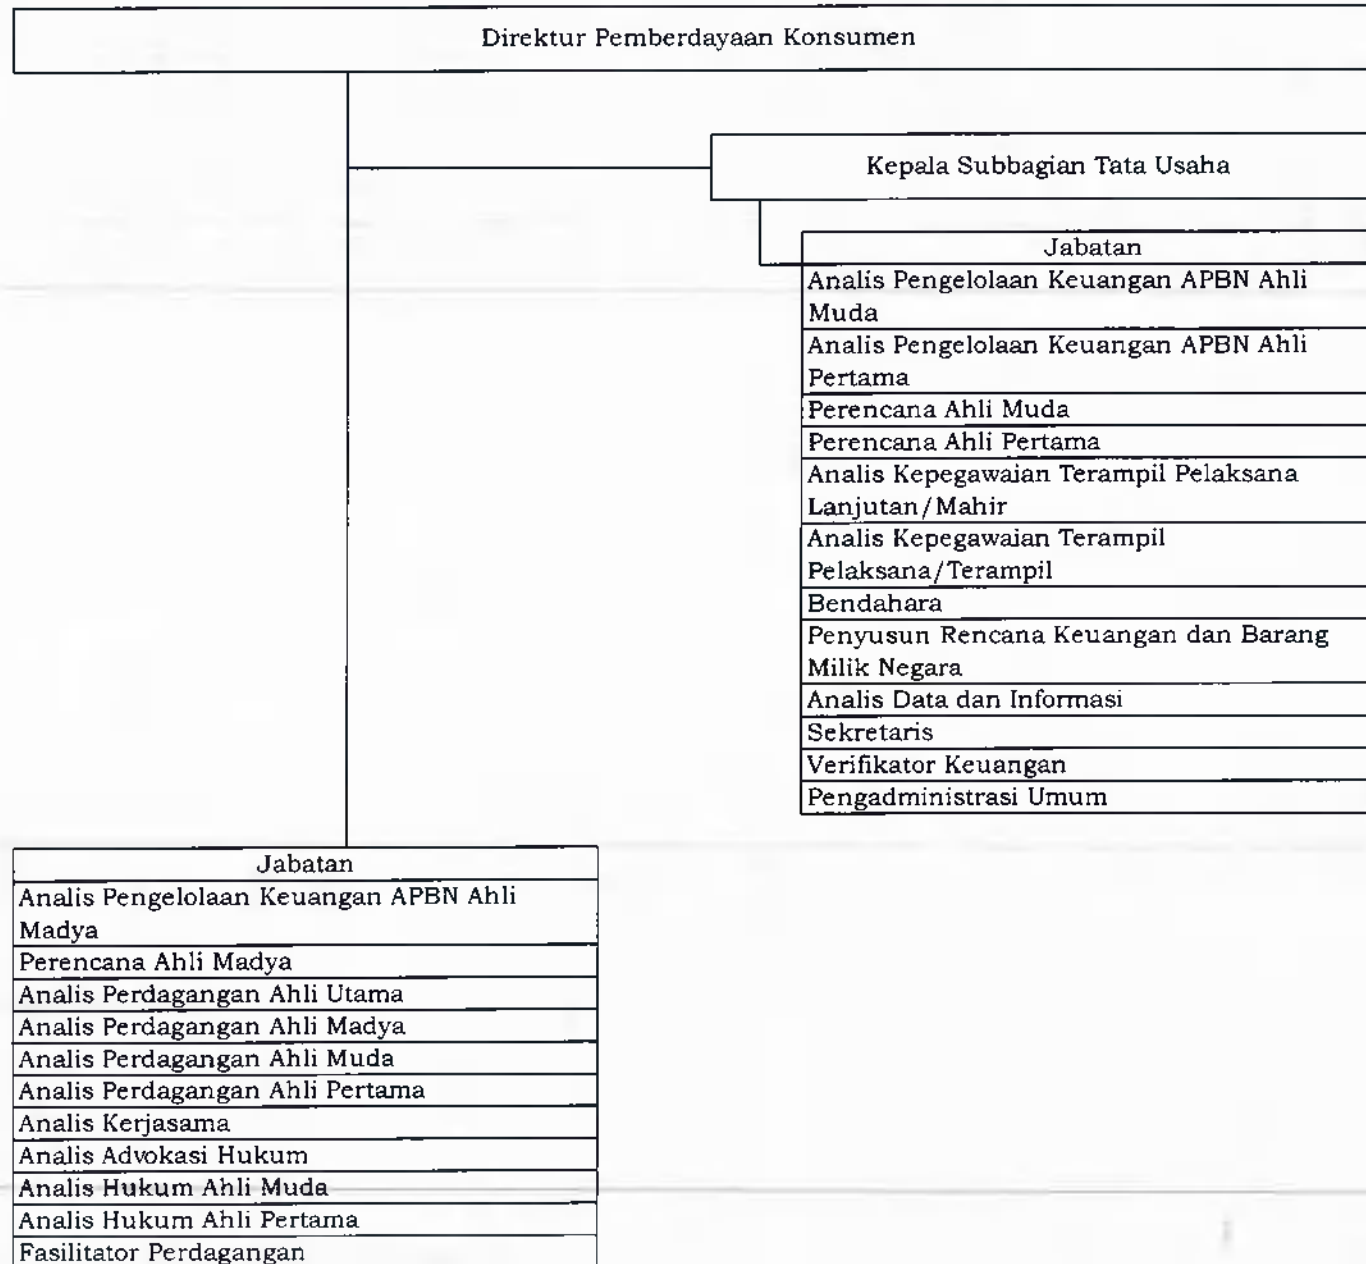 Direktur Pemberdayaan Konsumen
Kepala Subbagian Tata Usaha
Jabatan
Analis Pengelolaan Keuangan APBN Ahli
Muda
Analis Pengelolaan Keuangan APBN Ahli
Pertama
Perencana Ahli Muda
Perencana Ahli Pertama
Analis Kepegawaian Terampil Pelaksana
Lanjutan/Mahir
Analis Kepegawaian Terampil
Pelaksana/Terampil
Bendahara
Penyusun Rencana Keuangan dan Barang
Milik Negara
Analis Data dan Informasi
Sekretaris
Verifikator Keuangan
Pengadministrasi Umum
Jabatan
Analis Pengelolaan Keuangan APBN Ahli
Madya
Perencana Ahli Madya
Analis Perdagangan Ahli Utama
Analis Perdagangan Ahli Madya
Analis Perdagangan Ahli Muda
Analis Perdagangan Ahli Pertama
Analis Kerjasama
Analis Advokasi Hukum
Analis Hukum Ahli Muda
Analis Hukum Ahli Pertama
Fasilitator Perdagangan